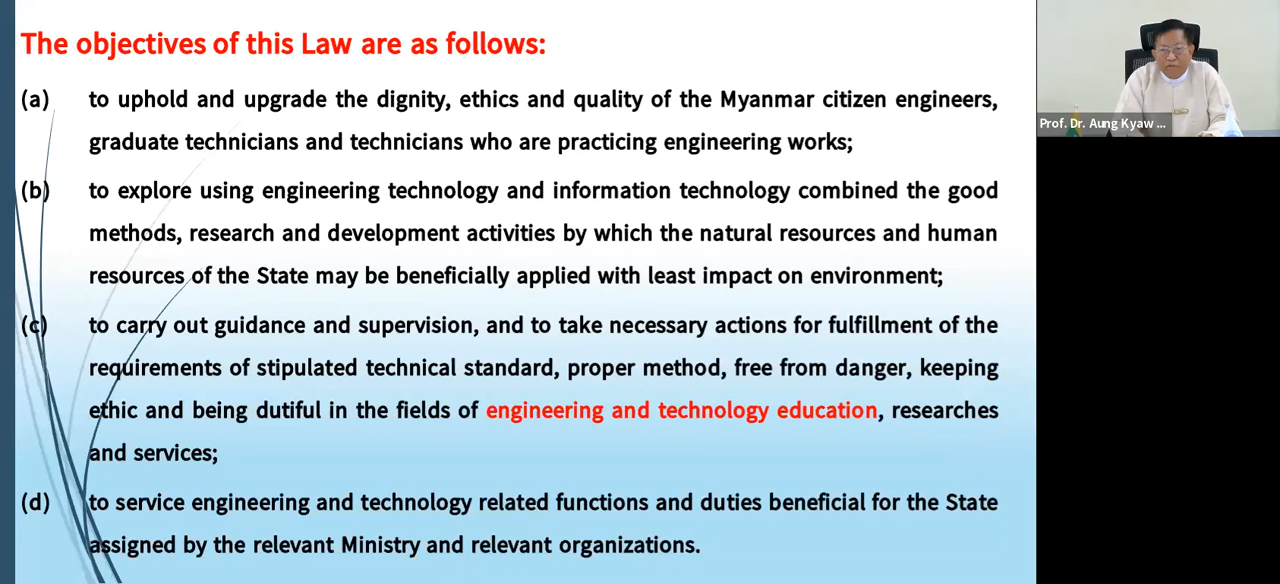 The objectives of this Law are as follows:
(a) to uphold and upgrade the dignity, ethics and quality of the Myanmar citizen engineers,
graduate technicians and technicians who are practicing engineering works;
(b) to explore using engineering technology and information technology combined the good
methods, research and development activities by which the natural resources and human
resources of the State may be beneficially applied with least impact on environment;
(c) to carry out guidance and supervision, and to take necessary actions for fulfillment of the
requirements of stipulated technical standard, proper method, free from danger, keeping
ethic and being dutiful in the fields of engineering and technology education, researches
and services;
(d) to service engineering and technology related functions and duties beneficial for the State
assigned by the relevant Ministry and relevant organizations.
Prof. Dr. Aung Kyaw ...